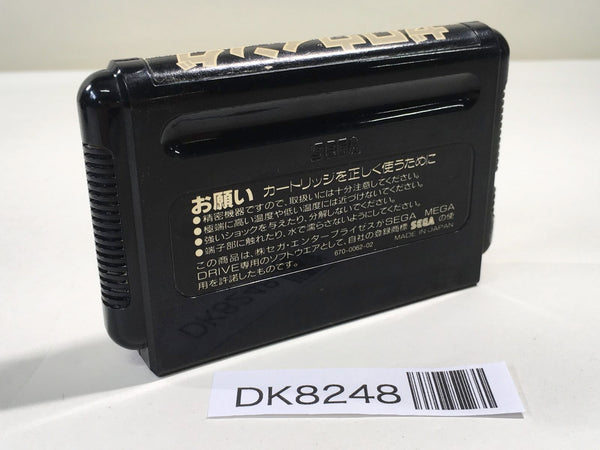 SEGA
お願い カートリッジを正しく使うために
●精密機器ですので、取扱いには十分注意してください。
●極端に高い温度や低い温度には近づけないでください。
●強いショックを与えたり、分解しないでください。
●端子部に触れたり、水で濡らさないようにしてください。
この商品は、㈱セガ・エンタープライゼスがSEGA MEGA
DRIVE専用のソフトウエアとして、自社の登録商標 SEGA の使
用を許諾したものです。
670-0062-02
MADE IN JAPAN
DK8248